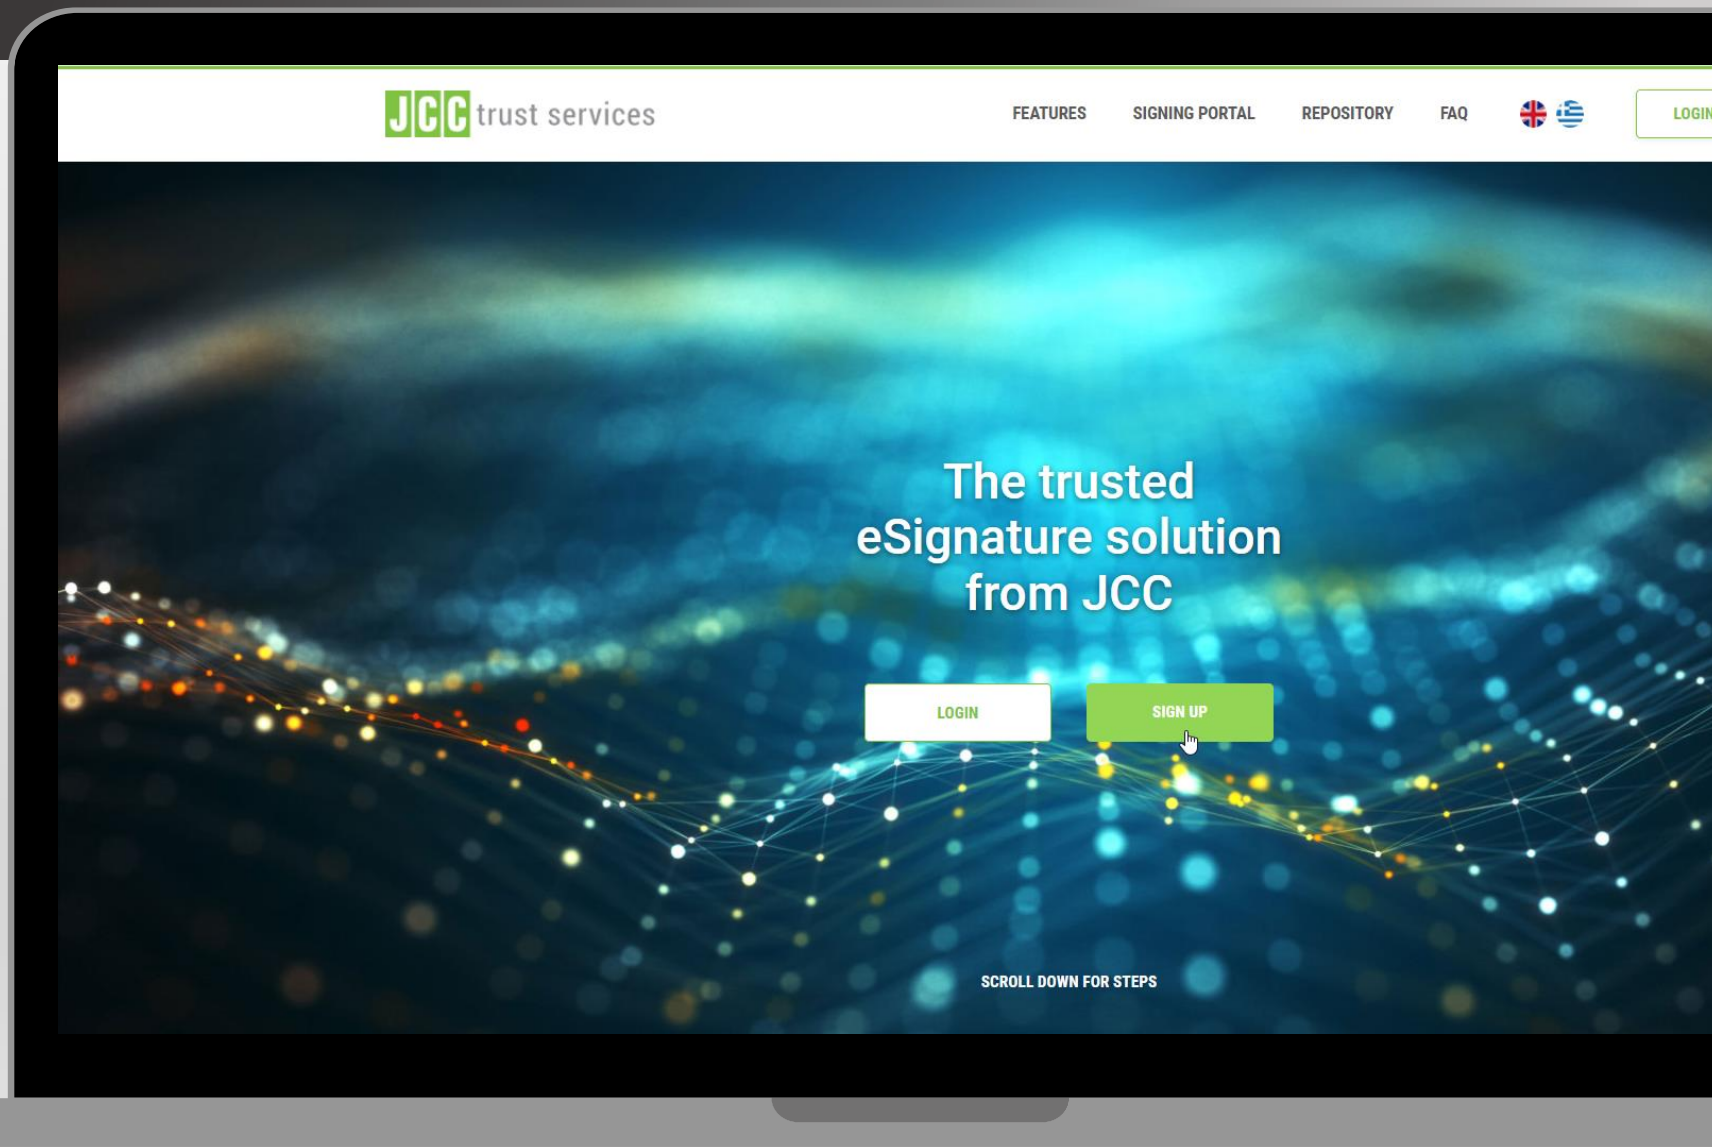 JCC trust services
FEATURES SIGNING PORTAL REPOSITORY FAQ LOGIN
The trusted
eSignature solution
from JCC
LOGIN SIGN UP
SCROLL DOWN FOR STEPS